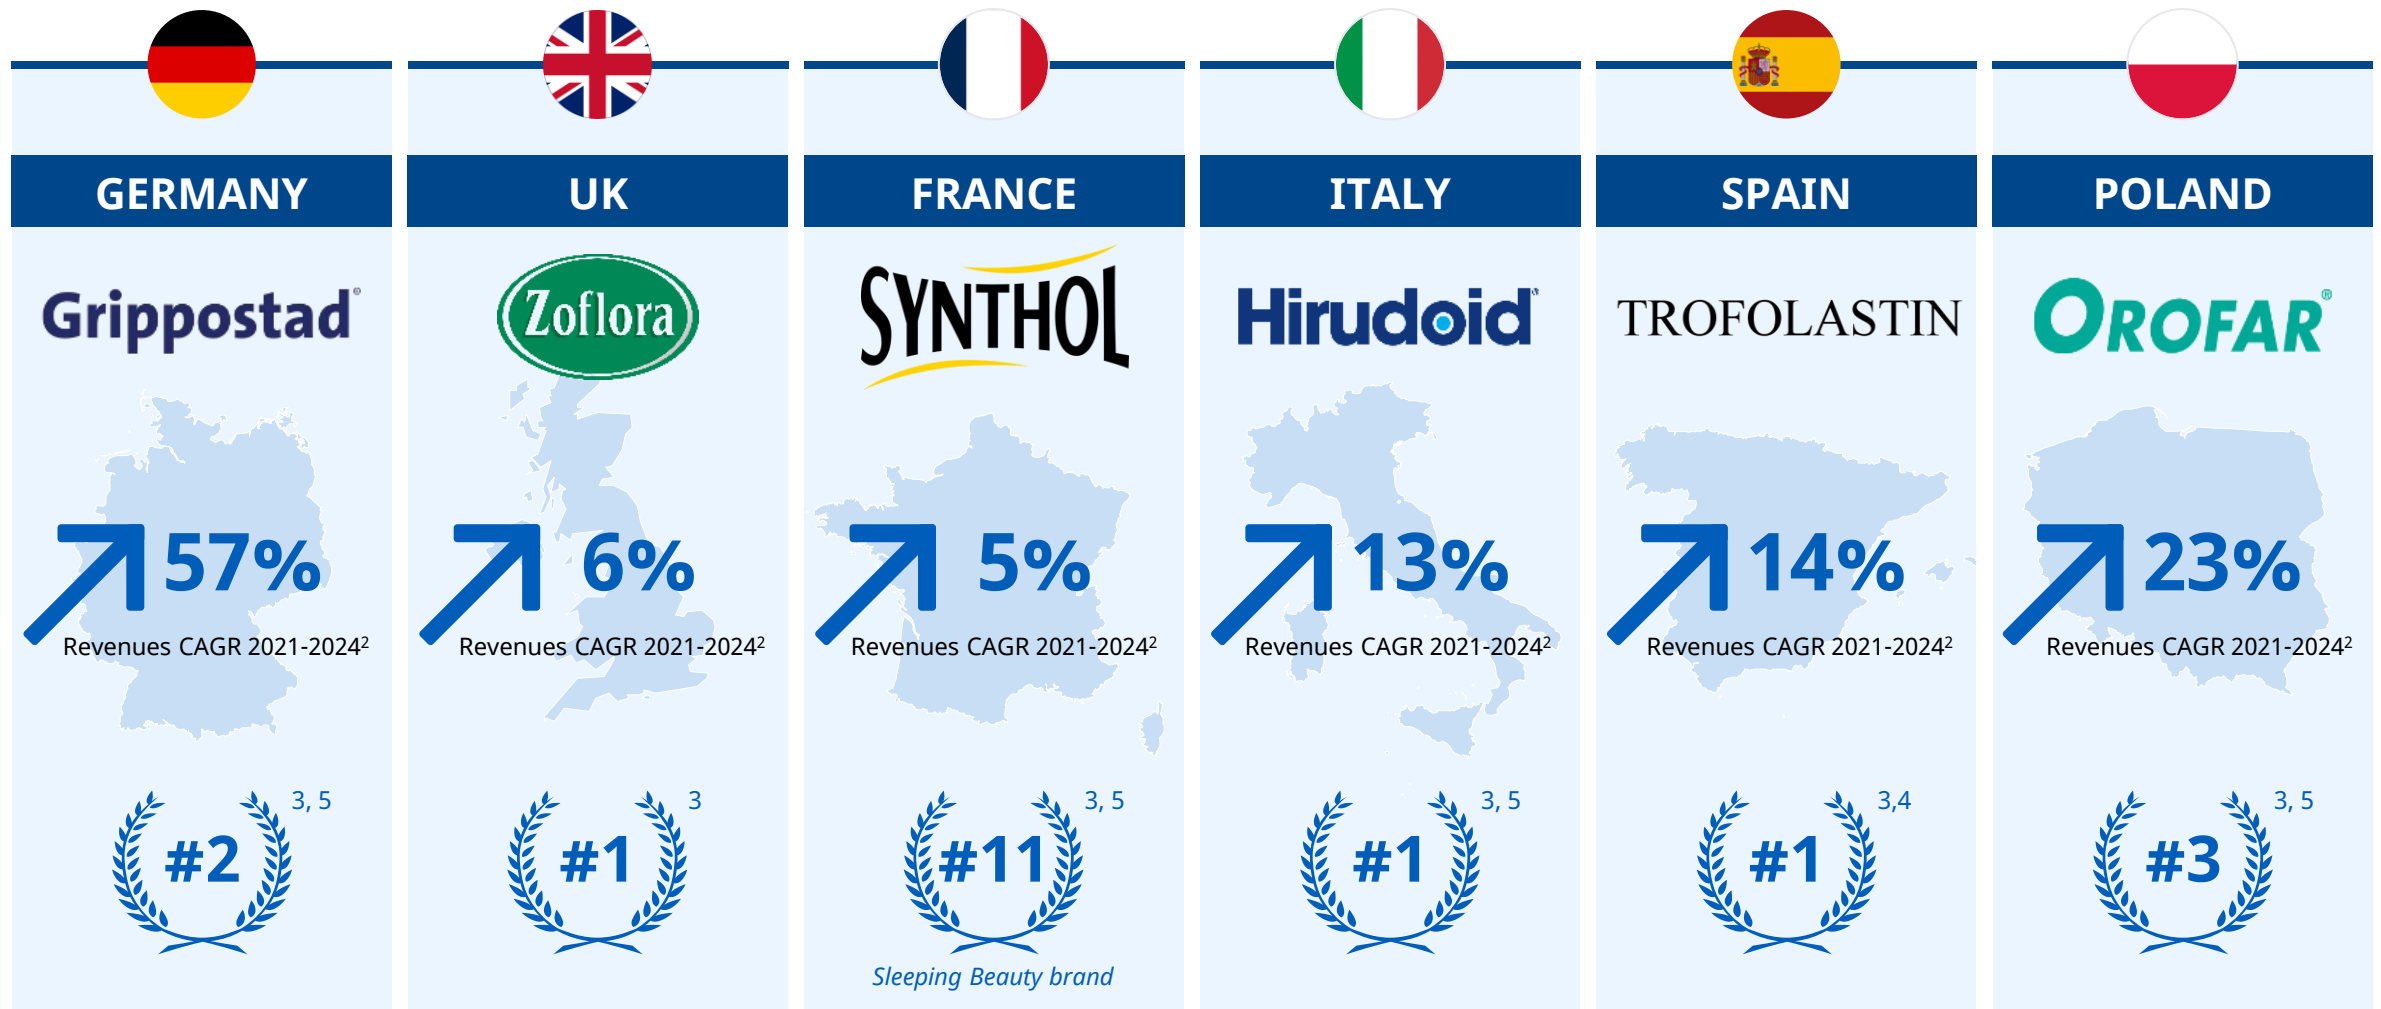 GERMANY
Grippostad®
57%
Revenues CAGR 2021-2024²
3, 5
#2
UK
Zoflora
6%
Revenues CAGR 2021-2024²
3
#1
FRANCE
SYNTHOL
5%
Revenues CAGR 2021-2024²
3, 5
#11
Sleeping Beauty brand
ITALY
Hirudoid®
13%
Revenues CAGR 2021-2024²
3, 5
#1
SPAIN
TROFOLASTIN
14%
Revenues CAGR 2021-2024²
3,4
#1
POLAND
OROFAR®
23%
Revenues CAGR 2021-2024²
3, 5
#3